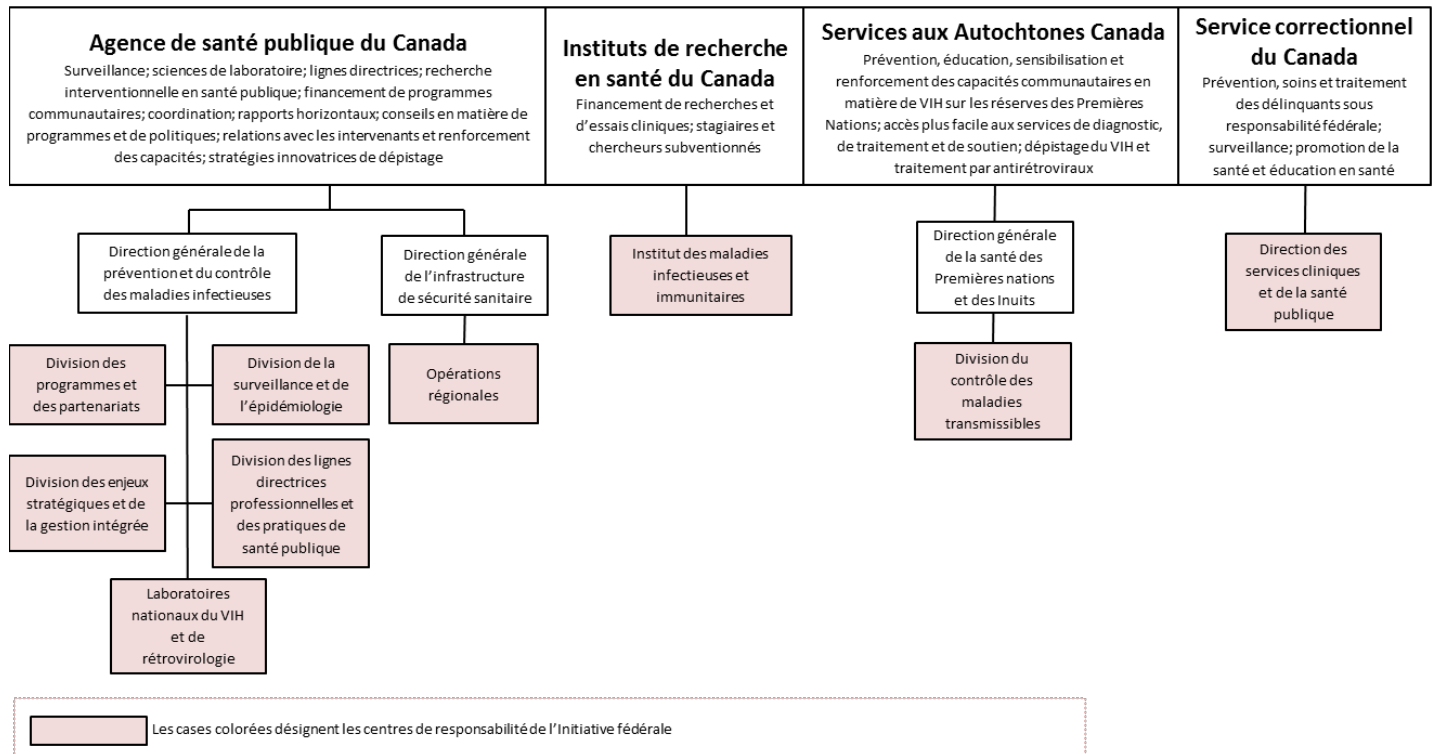 Agence de santé publique du Canada
Surveillance; sciences de laboratoire; lignes directrices; recherche
interventionnelle en santé publique; financement de programmes
communautaires; coordination; rapports horizontaux; conseils en matière de
programmes et de politiques; relations avec les intervenants et renforcement
des capacités; stratégies innovatrices de dépistage
Instituts de recherche
en santé du Canada
Financement de recherches et
d'essais cliniques; stagiaires et
chercheurs subventionnés
Services aux Autochtones Canada
Prévention, éducation, sensibilisation et
renforcement des capacités communautaires en
matière de VIH sur les réserves des Premières
Nations; accès plus facile aux services de diagnostic,
de traitement et de soutien; dépistage du VIH et
traitement par antirétroviraux
Service correctionnel
du Canada
Prévention, soins et traitement
des délinquants sous
responsabilité fédérale;
surveillance; promotion de la
santé et éducation en santé
Direction générale de la
prévention et du contrôle
des maladies infectieuses
Direction générale
de l'infrastructure
de sécurité sanitaire
Institut des maladies
infectieuses et
immunitaires
Direction générale
de la santé des
Premières nations
et des Inuits
Direction des
services cliniques
et de la santé
publique
Division des
programmes et
des partenariats
Division de la
surveillance et de
l'épidémiologie
Opérations
régionales
Division du
contrôle des
maladies
transmissibles
Division des enjeux
stratégiques et de
la gestion intégrée
Division des lignes
directrices
professionnelles et
des pratiques de
santé publique
Laboratoires
nationaux du VIH
et de
rétrovirologie
Les cases colorées désignent les centres de responsabilité de l'Initiative fédérale